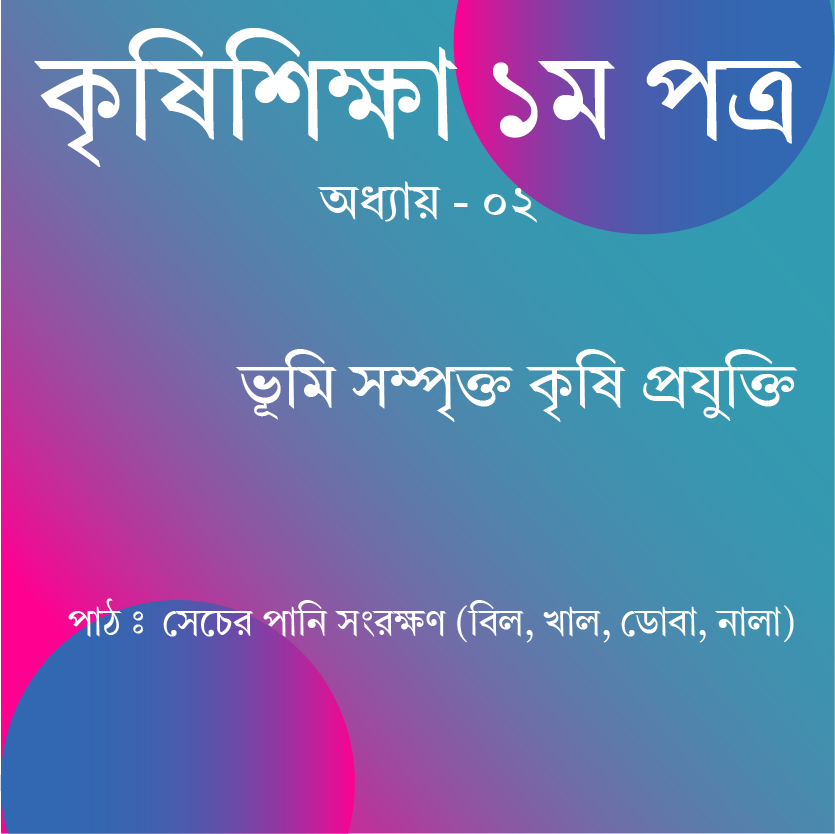 কৃষিশিক্ষা ১ম পত্র
অধ্যায় - ০২
ভূমি সম্পৃক্ত কৃষি প্রযুক্তি
পাঠ ঃ সেচের পানি সংরক্ষণ (বিল, খাল, ডোবা, নালা)